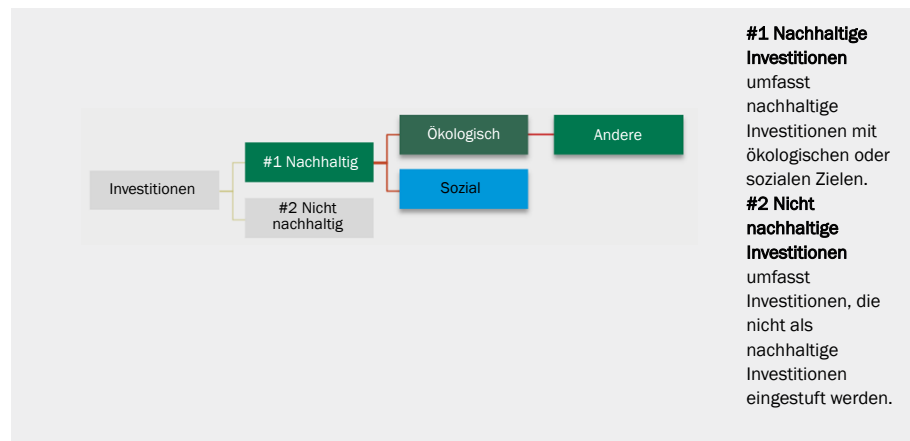 Investitionen
#1 Nachhaltig
#2 Nicht
nachhaltig
Ökologisch
Sozial
Andere
#1 Nachhaltige
Investitionen
umfasst
nachhaltige
Investitionen mit
ökologischen oder
sozialen Zielen.
#2 Nicht
nachhaltige
Investitionen
umfasst
Investitionen, die
nicht als
nachhaltige
Investitionen
eingestuft werden.